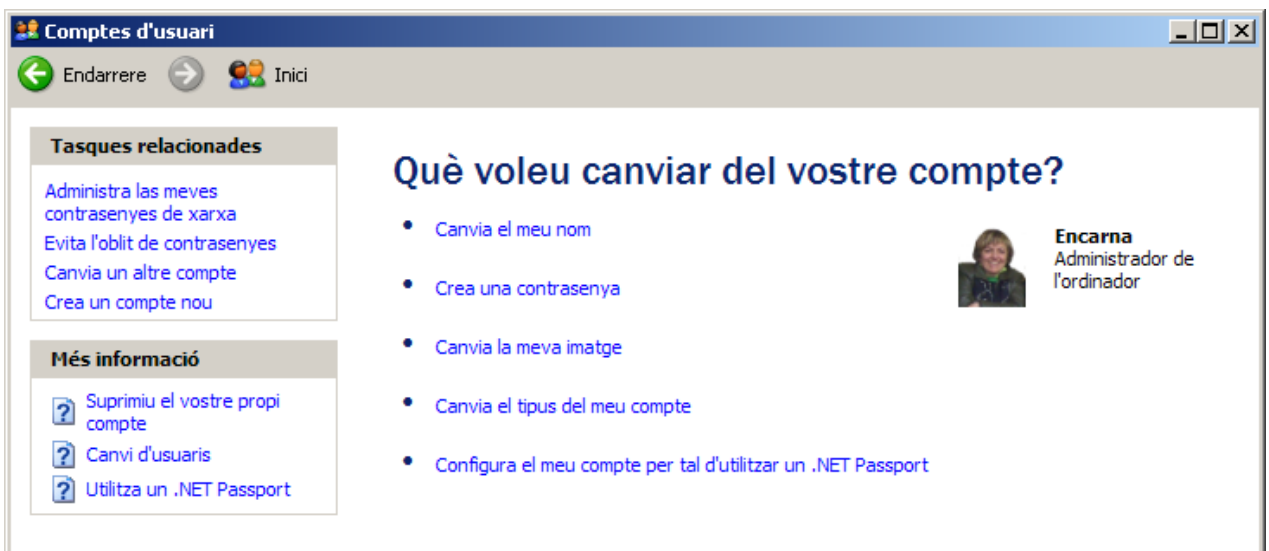 Comptes d'usuari
Endarrere
Inici
Tasques relacionades
Administra las meves
contrasenyes de xarxa
Evita l'oblit de contrasenyes
Canvia un altre compte
Crea un compte nou
Més informació
Suprimiu el vostre propi
compte
Canvi d'usuaris
Utilitza un .NET Passport
Què voleu canviar del vostre compte?
Canvia el meu nom
Crea una contrasenya
Canvia la meva imatge
Canvia el tipus del meu compte
Configura el meu compte per tal d'utilitzar un .NET Passport
Encarna
Administrador de
l'ordinador